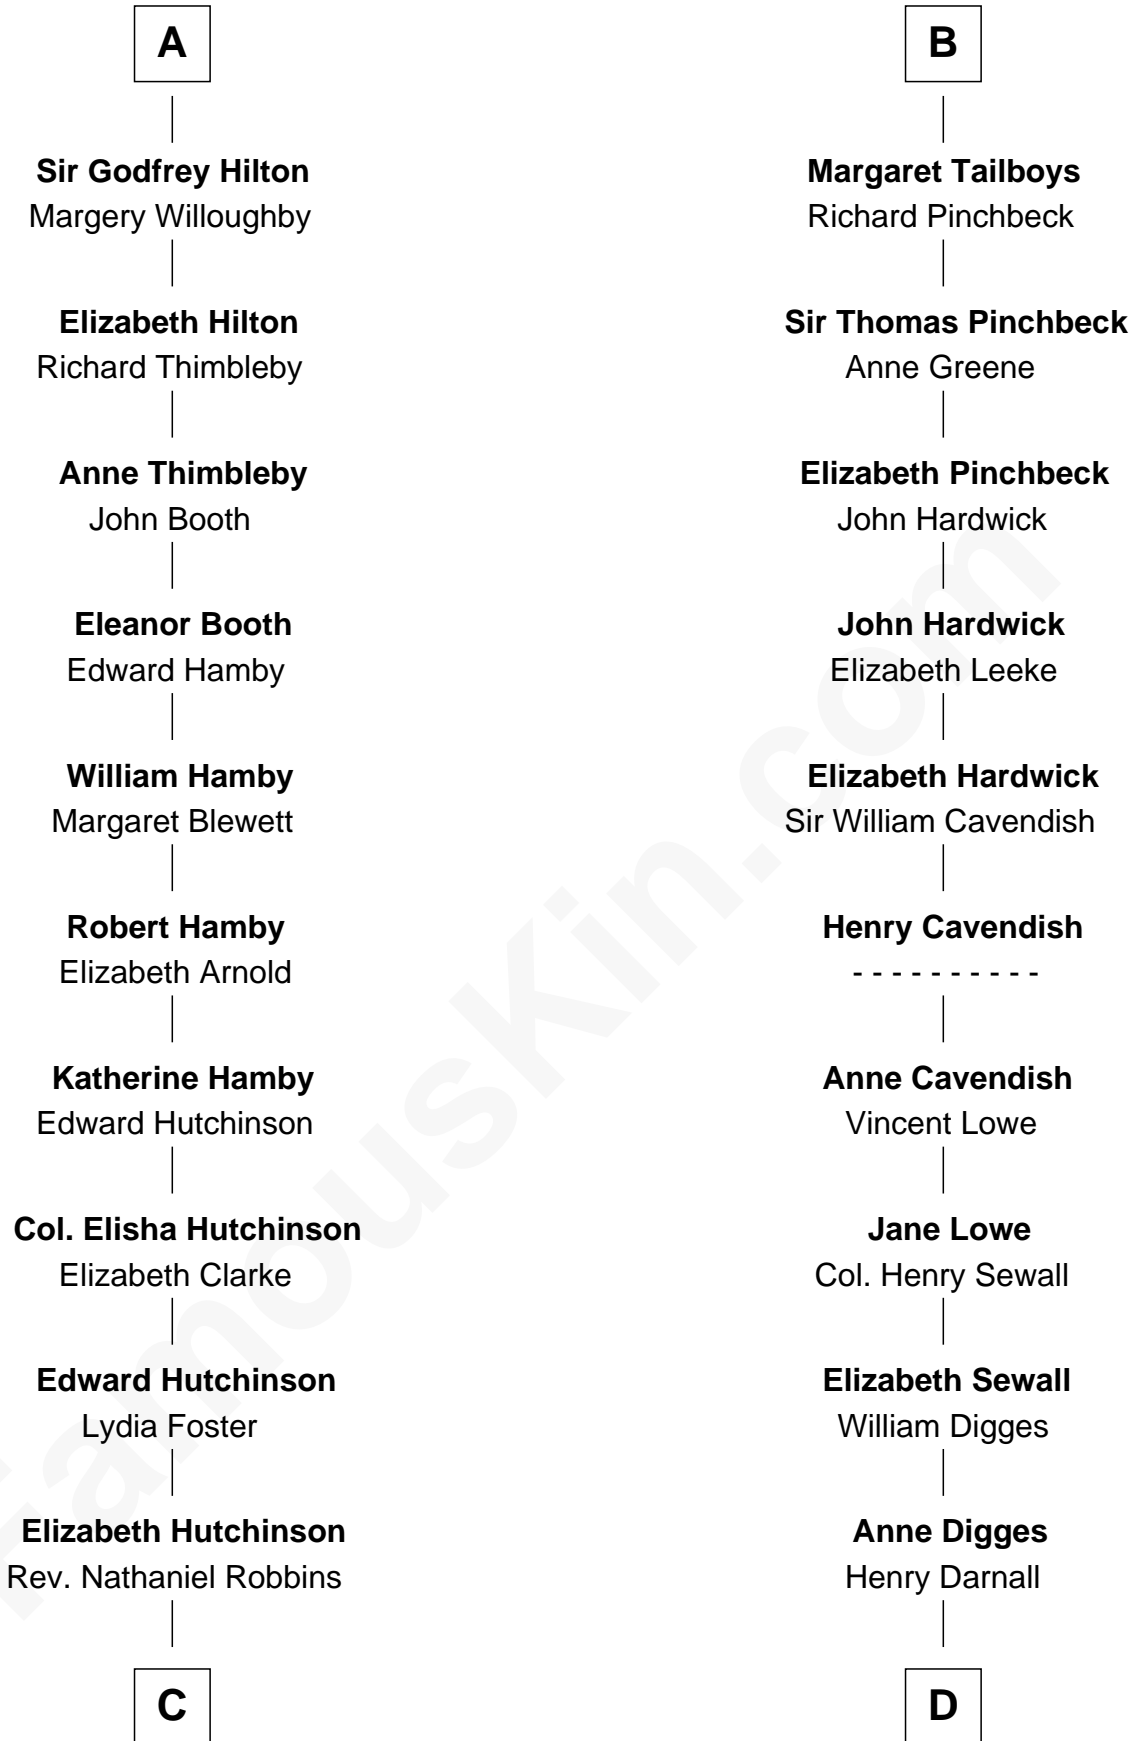 A
Sir Godfrey Hilton
Margery Willoughby
Elizabeth Hilton
Richard Thimbleby
Anne Thimbleby
John Booth
Eleanor Booth
Edward Hamby
William Hamby
Margaret Blewett
Robert Hamby
Elizabeth Arnold
Katherine Hamby
Edward Hutchinson
Col. Elisha Hutchinson
Elizabeth Clarke
Edward Hutchinson
Lydia Foster
Elizabeth Hutchinson
Rev. Nathaniel Robbins
C
B
Margaret Tailboys
Richard Pinchbeck
Sir Thomas Pinchbeck
Anne Greene
Elizabeth Pinchbeck
John Hardwick
John Hardwick
Elizabeth Leeke
Elizabeth Hardwick
Sir William Cavendish
Henry Cavendish
- - - - - - - - - -
Anne Cavendish
Vincent Lowe
Jane Lowe
Col. Henry Sewall
Elizabeth Sewall
William Digges
Anne Digges
Henry Darnall
D
FamousKin.com